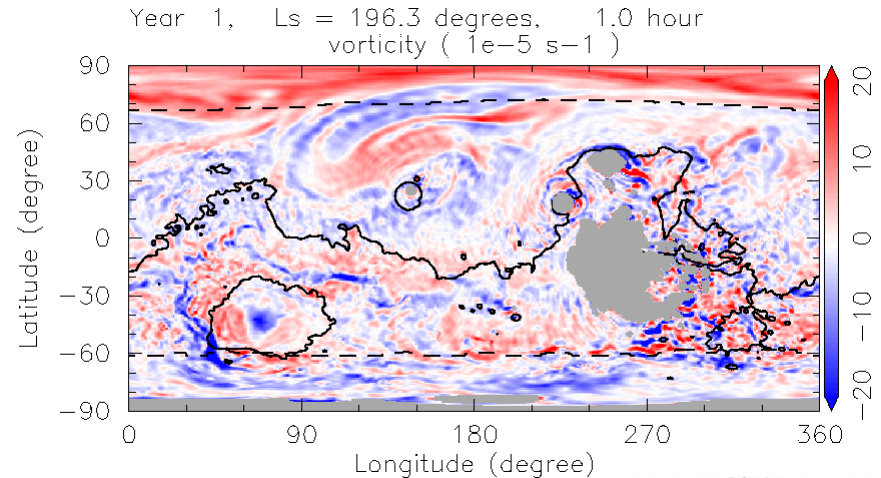 Year 1, Ls = 196.3 degrees, 1.0 hour
vorticity ( 1e-5 s-1 )
90
60
30
0
-30
-60
-90
Latitude (degree)
0 90 180 270 360
Longitude (degree)
20
10
0
-10
-20